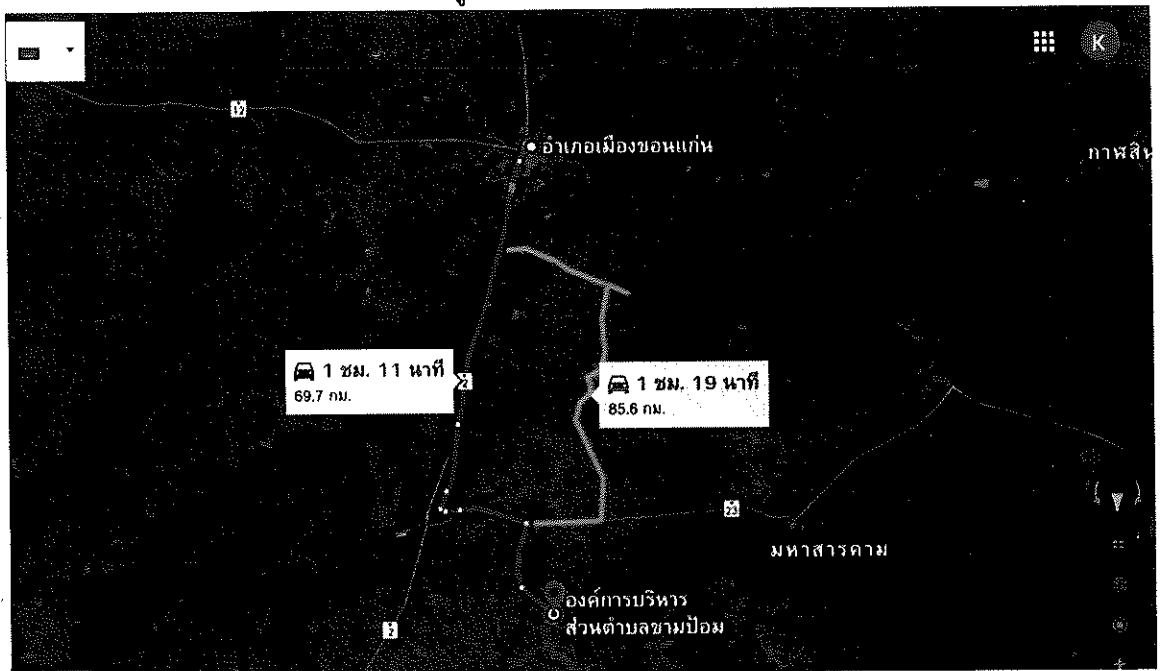 K
12
อำเภอเมืองขอนแก่น
กาฬสิน
1 ชม. 11 นาที
69.7 กม.
2
1 ชม. 19 นาที
85.6 กม.
23
มหาสารคาม
องค์การบริหาร
ส่วนตำบลขามป้อม
2